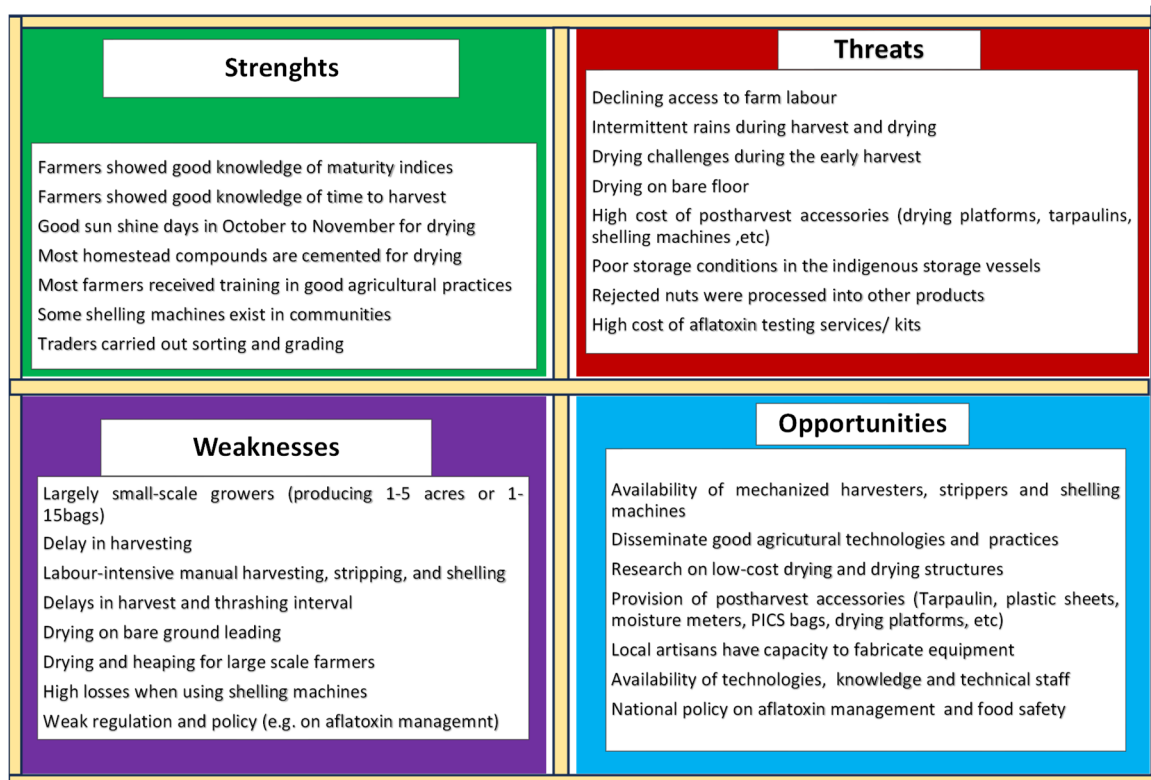 Strenghts
Farmers showed good knowledge of maturity indices
Farmers showed good knowledge of time to harvest
Good sun shine days in October to November for drying
Most homestead compounds are cemented for drying
Most farmers received training in good agricultural practices
Some shelling machines exist in communities
Traders carried out sorting and grading
Threats
Declining access to farm labour
Intermittent rains during harvest and drying
Drying challenges during the early harvest
Drying on bare floor
High cost of postharvest accessories (drying platforms, tarpaulins,
shelling machines ,etc)
Poor storage conditions in the indigenous storage vessels
Rejected nuts were processed into other products
High cost of aflatoxin testing services/ kits
Weaknesses
Largely small-scale growers (producing 1-5 acres or 1-
15bags)
Delay in harvesting
Labour-intensive manual harvesting, stripping, and shelling
Delays in harvest and thrashing interval
Drying on bare ground leading
Drying and heaping for large scale farmers
High losses when using shelling machines
Weak regulation and policy (e.g. on aflatoxin managemnt)
Opportunities
Availability of mechanized harvesters, strippers and shelling
machines
Disseminate good agricutural technologies and practices
Research on low-cost drying and drying structures
Provision of postharvest accessories (Tarpaulin, plastic sheets,
moisture meters, PICS bags, drying platforms, etc)
Local artisans have capacity to fabricate equipment
Availability of technologies, knowledge and technical staff
National policy on aflatoxin management and food safety